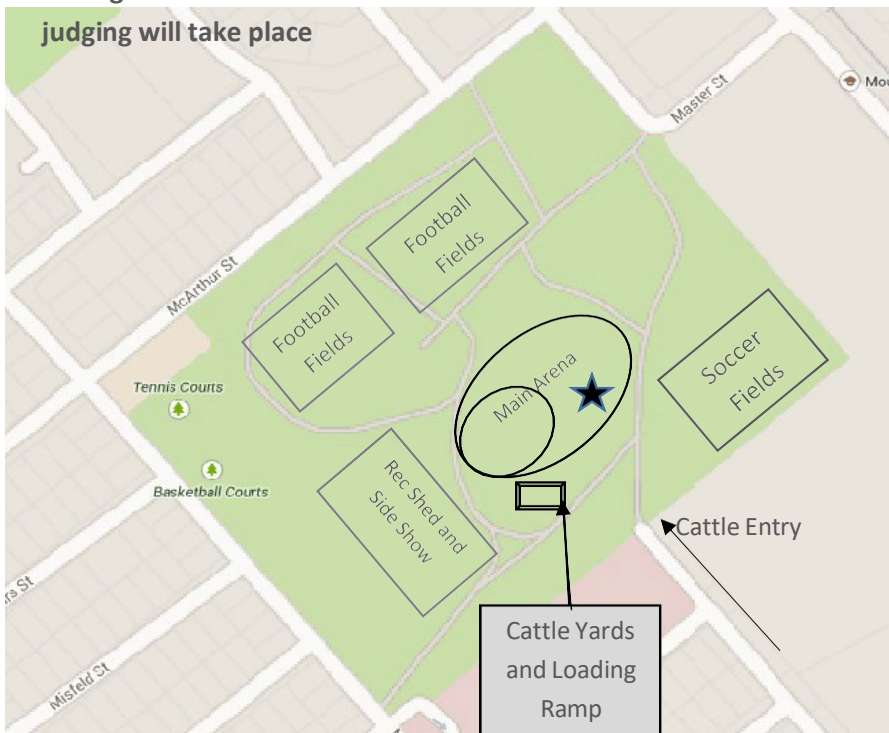 judging will take place
Master St
Mou
Football
Fields
McArthur St
Football
Fields
Main Arena
Soccer
Fields
Tennis Courts
Basketball Courts
Rec Shed and
Side Show
Cattle Entry
Misfeld St
Cattle Yards
and Loading
Ramp